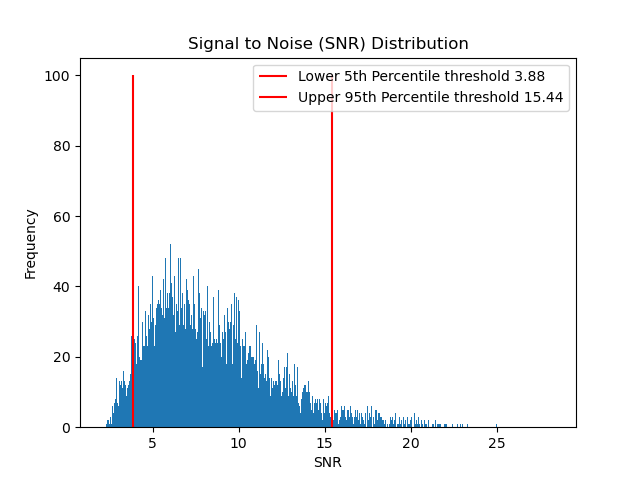 Signal to Noise (SNR) Distribution
Lower 5th Percentile threshold 3.88
Upper 95th Percentile threshold 15.44
100
80
60
40
20
0
Frequency
5 10 15 20 25
SNR